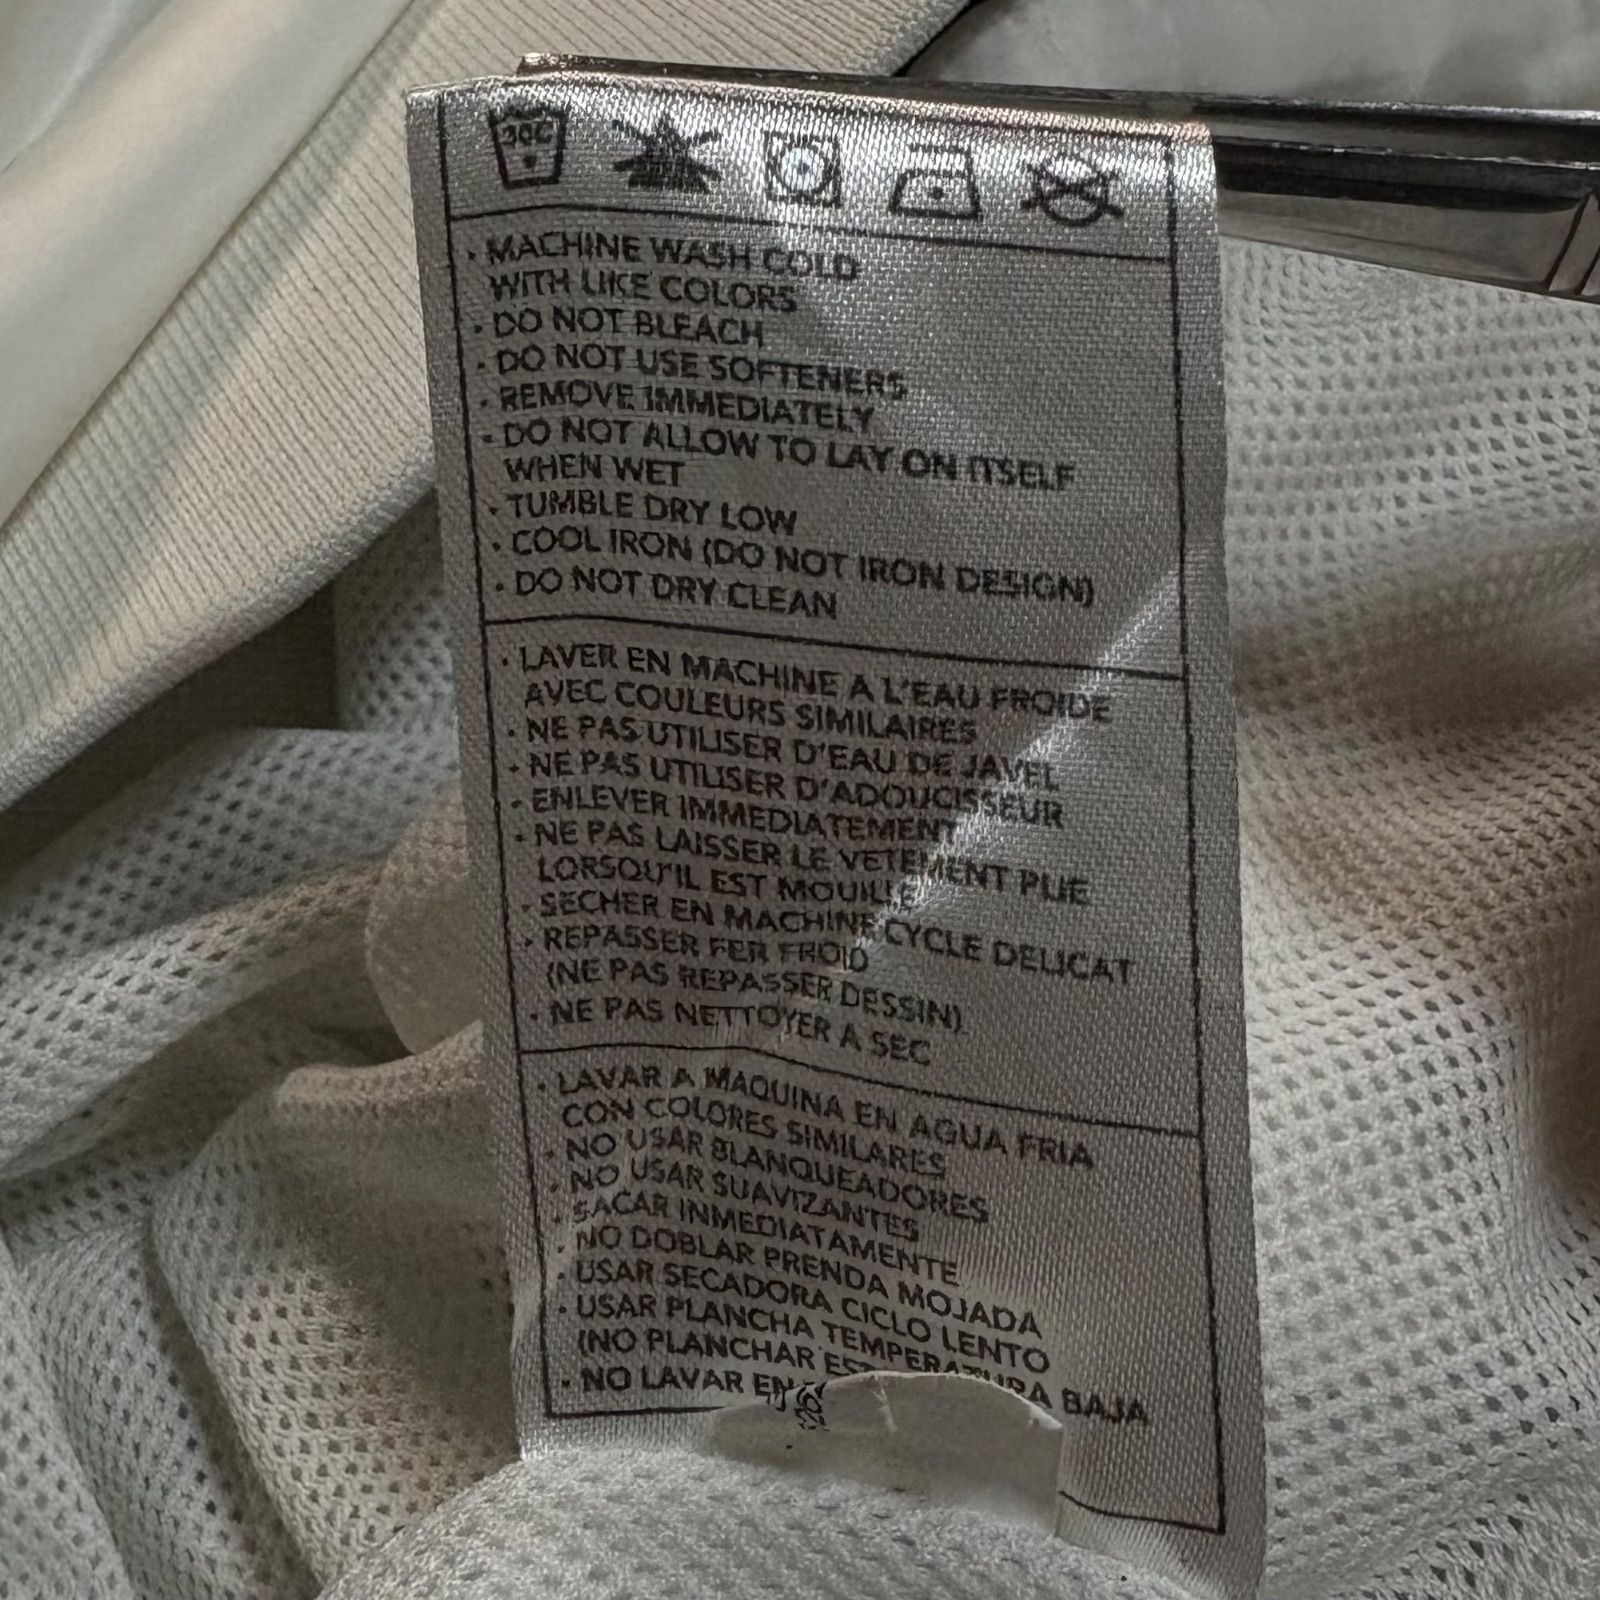 30C
· MACHINE WASH COLD
WITH LIKE COLORS
· DO NOT BLEACH
· DO NOT USE SOFTENERS
· REMOVE IMMEDIATELY
· DO NOT ALLOW TO LAY ON ITSELF
WHEN WET
· TUMBLE DRY LOW
· COOL IRON (DO NOT IRON DESIGN)
· DO NOT DRY CLEAN
· LAVER EN MACHINE A L'EAU FROIDE
AVEC COULEURS SIMILAIRES
· NE PAS UTILISER D'EAU DE JAVEL
· NE PAS UTILISER D'ADOUCISSEUR
· ENLEVER IMMEDIATEMENT
· NE PAS LAISSER LE VETEMENT PLIE
LORSQU'IL EST MOUILLE
· SECHER EN MACHINE CYCLE DELICAT
· REPASSER FER FROID
(NE PAS REPASSER DESSIN)
· NE PAS NETTOYER A SEC
· LAVAR A MAQUINA EN AGUA FRIA
CON COLORES SIMILARES
· NO USAR BLANQUEADORES
· NO USAR SUAVIZANTES
· SACAR INMEDIATAMENTE
· NO DOBLAR PRENDA MOJADA
· USAR SECADORA CICLO LENTO
· USAR PLANCHA TEMPERATURA BAJA
(NO PLANCHAR
· NO LAVAR EN